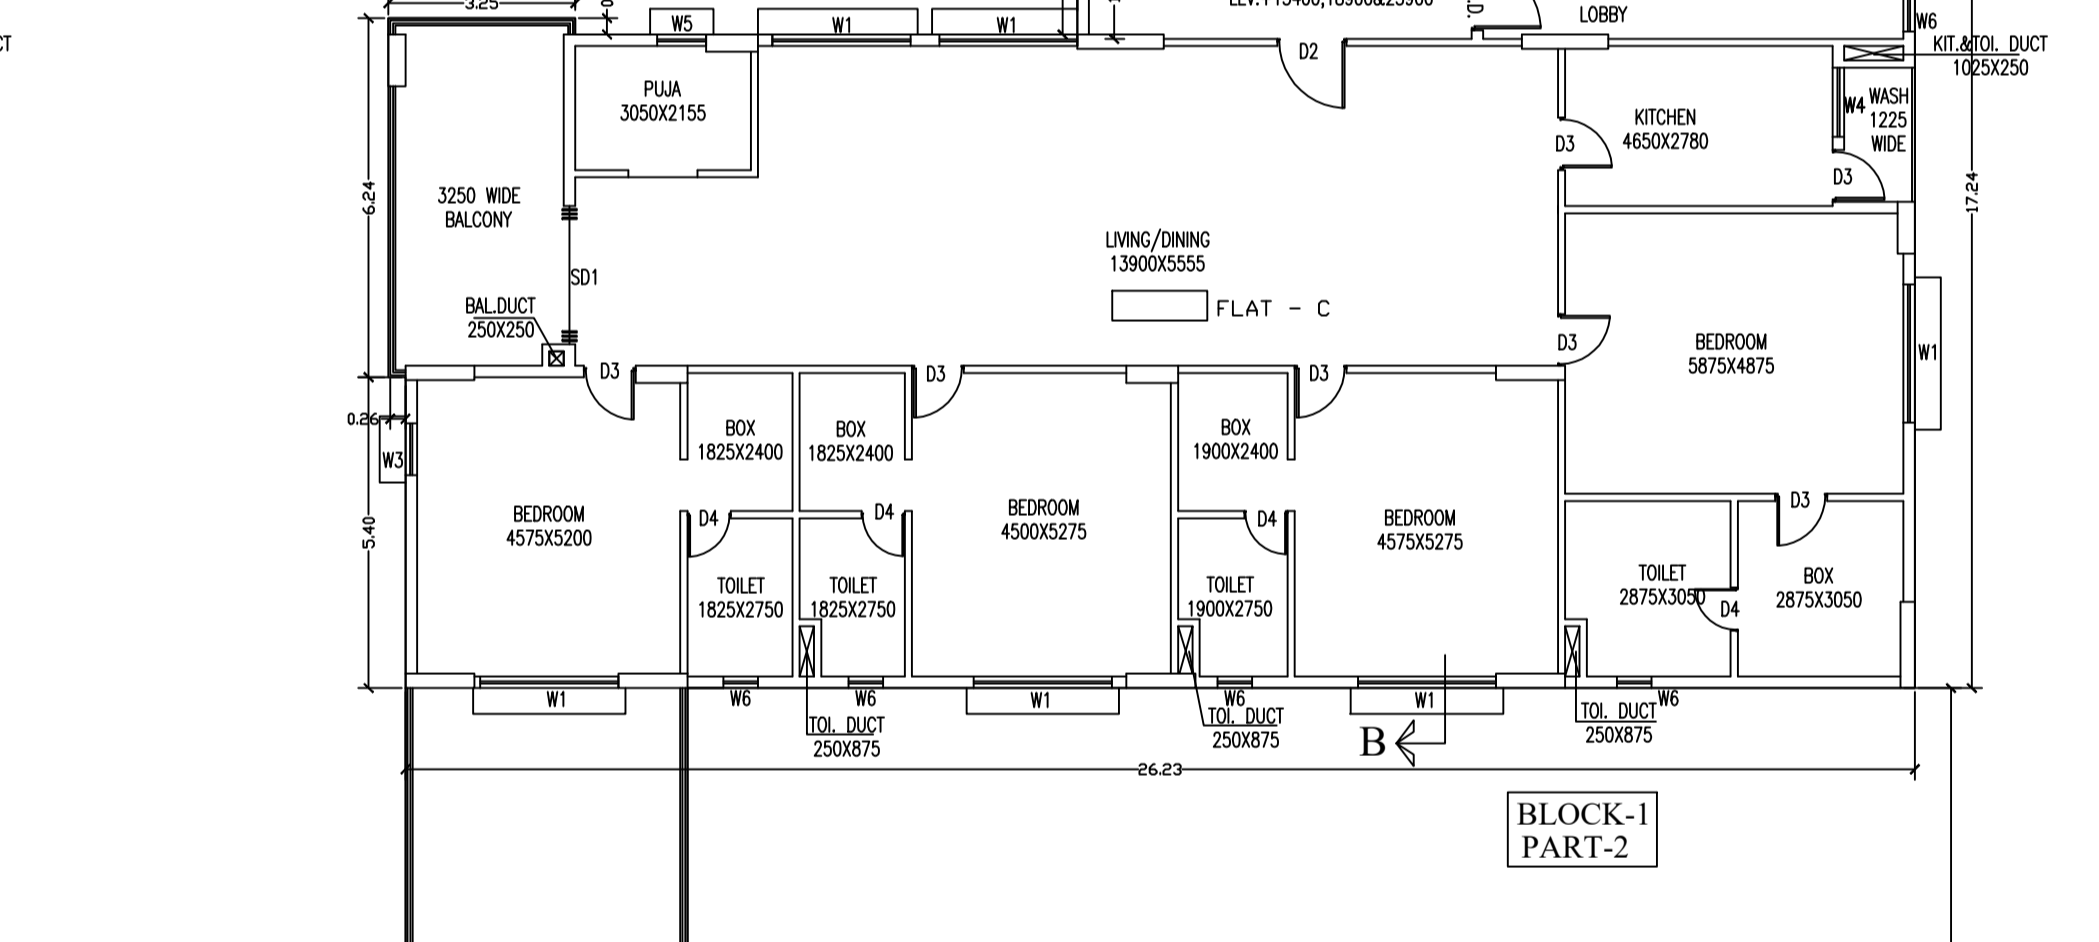 3.25
LEV.
LOBBY
W5
W1
W1
D2
W6
KIT.&TOI. DUCT
1025X250
PUJA
3050X2155
KITCHEN
4650X2780
W4
WASH
1225
WIDE
D3
D3
6.24
3250 WIDE
BALCONY
17.24
LIVING/DINING
13900X5555
SD1
FLAT - C
BAL.DUCT
250X250
D3
BEDROOM
5875X4875
W1
D3
D3
D3
0.26
W3
BOX
1825X2400
BOX
1825X2400
BOX
1900X2400
5.40
BEDROOM
4575X5200
D4
D4
BEDROOM
4500X5275
D4
BEDROOM
4575X5275
D3
TOILET
1825X2750
TOILET
1825X2750
TOILET
1900X2750
TOILET
2875X3050
D4
BOX
2875X3050
W1
W6
W6
W1
W6
W1
W6
TOI. DUCT
250X875
TOI. DUCT
250X875
TOI. DUCT
250X875
B
26.23
BLOCK-1
PART-2